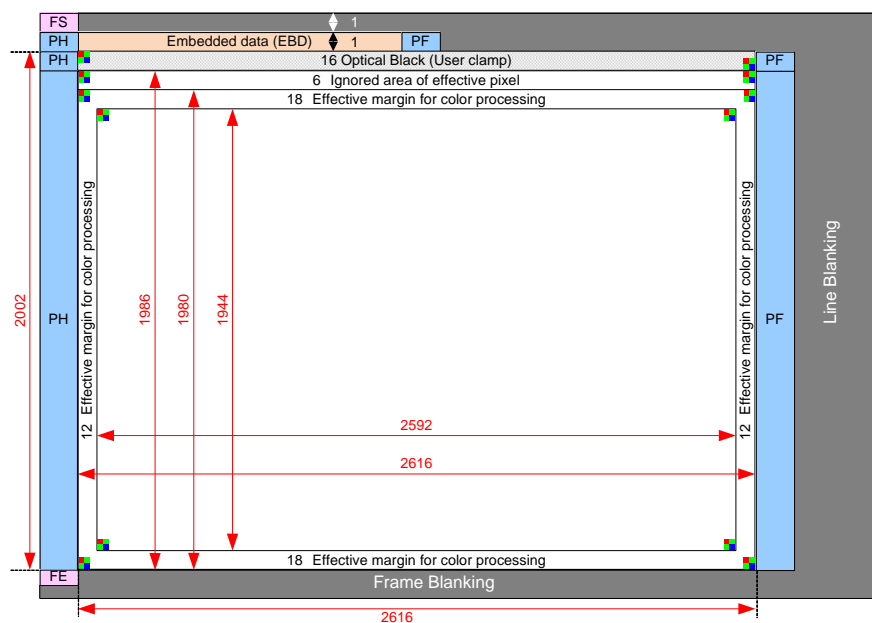 FS
1
PH
Embedded data (EBD)
1
PF
PH
16 Optical Black (User clamp)
PF
6 Ignored area of effective pixel
18 Effective margin for color processing
2002
PH
12 Effective margin for color processing
1986
1980
1944
12 Effective margin for color processing
PF
Line Blanking
2592
2616
18 Effective margin for color processing
FE
Frame Blanking
2616